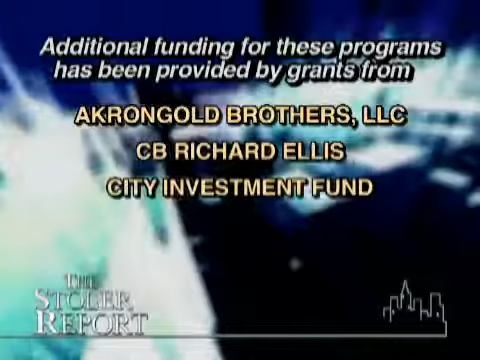 Additional funding for these programs
has been provided by grants from
AKRONGOLD BROTHERS, LLC
CB RICHARD ELLIS
CITY INVESTMENT FUND
THE
STOLER
REPORT